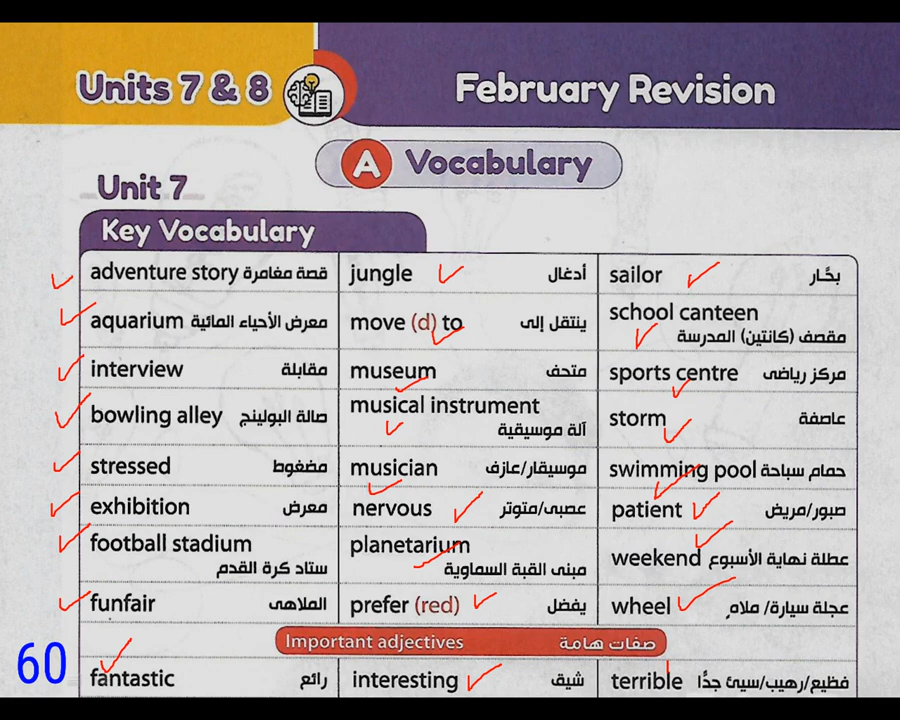 Units 7 & 8
February Revision
A Vocabulary
Unit 7
Key Vocabulary
adventure story قصة مغامرة
jungle أدغال
sailor بحَّار
aquarium معرض الأحياء المائية
move (d) to ينتقل إلى
school canteen
مقصف (كانتين) المدرسة
interview مقابلة
museum متحف
sports centre مركز رياضى
bowling alley صالة البولينج
musical instrument
آلة موسيقية
storm عاصفة
stressed مضغوط
musician موسيقار/عازف
swimming pool حمام سباحة
exhibition معرض
nervous عصبى/متوتر
patient صبور/مريض
football stadium
ستاد كرة القدم
planetarium
مبنى القبة السماوية
weekend عطلة نهاية الأسبوع
funfair الملاهى
prefer (red) يفضل
wheel عجلة سيارة/ ملام
Important adjectives صفات هامة
fantastic رائع
interesting شيق
terrible فظيع/رهيب/سيئ جدًّا
60